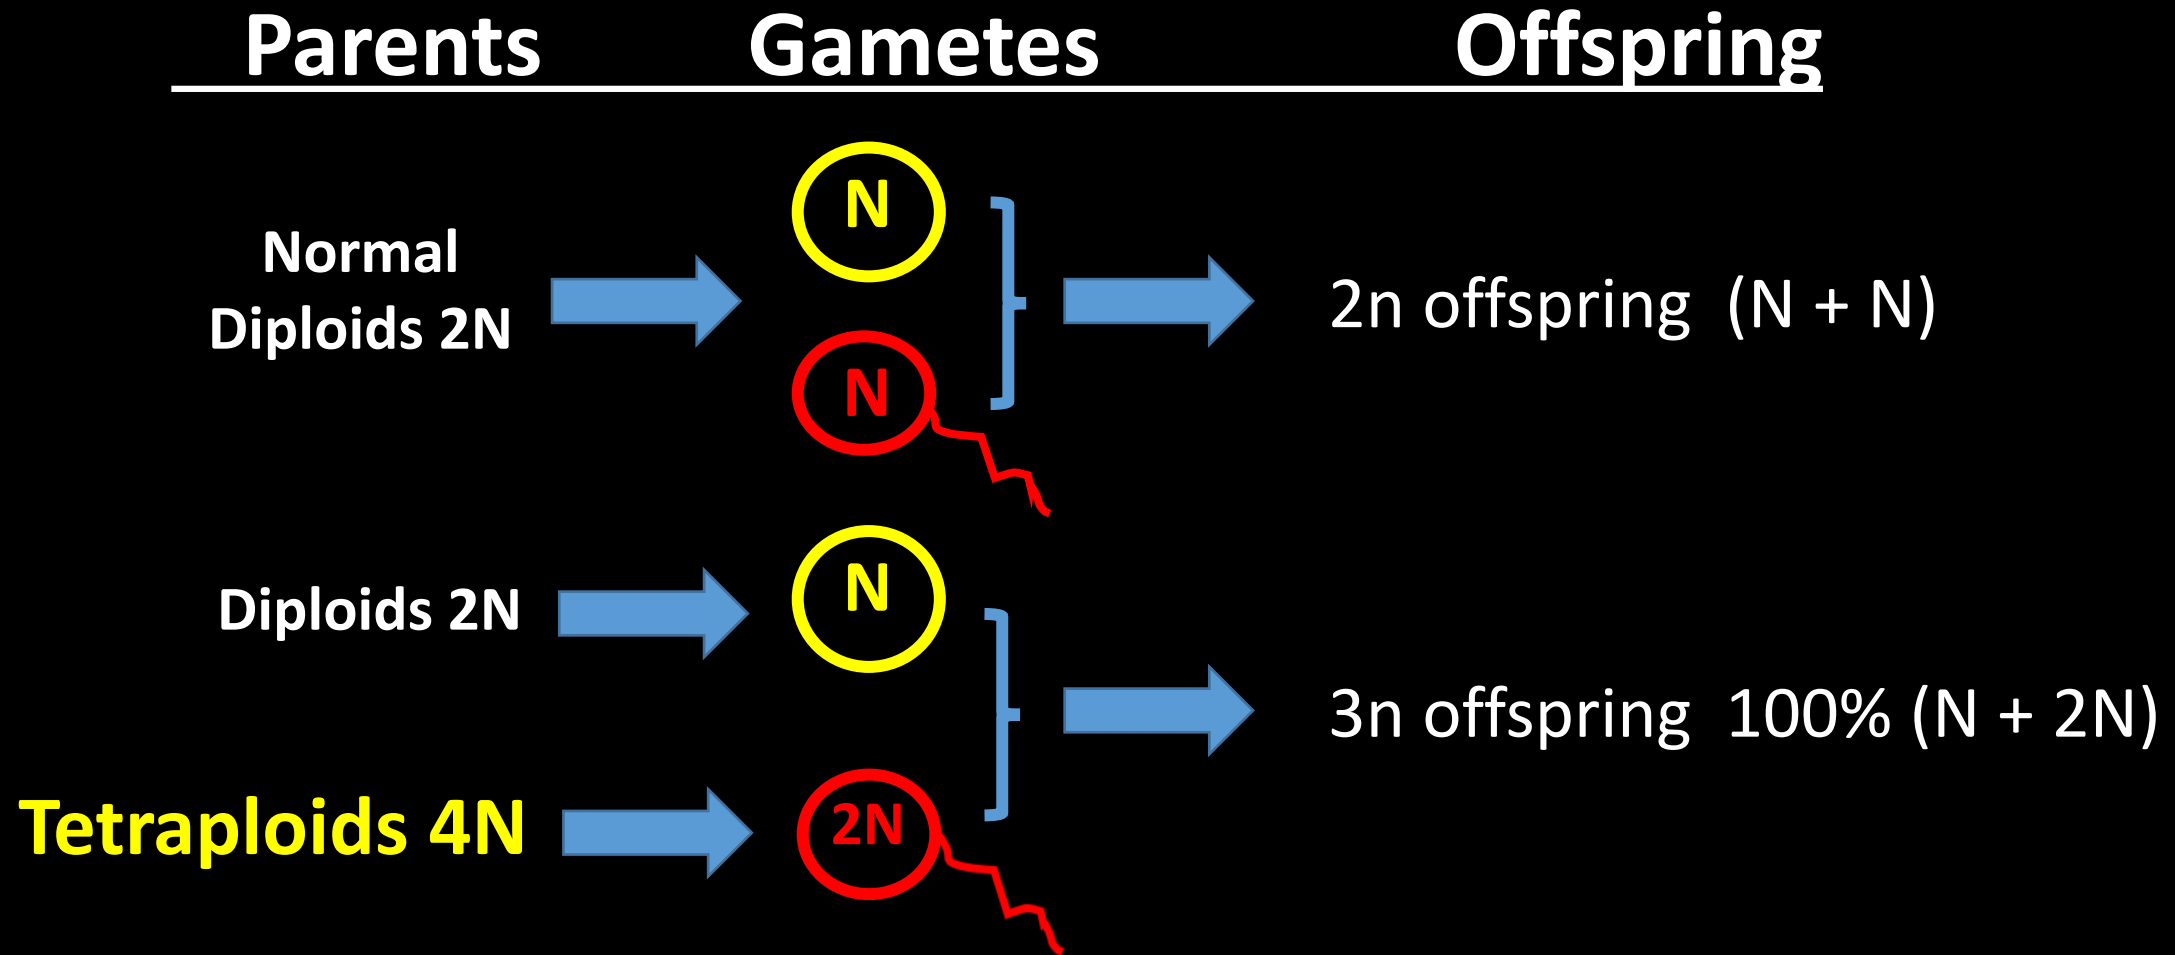 Parents Gametes Offspring
N
Normal
Diploids 2N
2n offspring (N + N)
N
Diploids 2N
N
3n offspring 100% (N + 2N)
Tetraploids 4N
2N